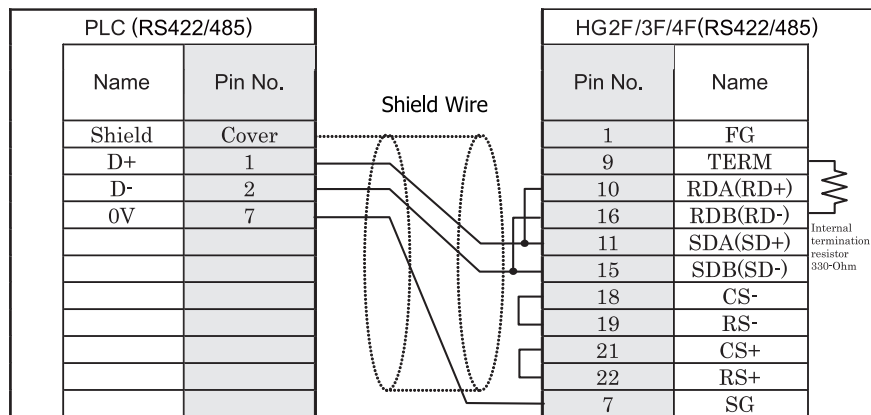 PLC (RS422/485) HG2F/3F/4F(RS422/485)
Name Pin No. Pin No. Name
Shield Wire
Shield Cover 1 FG
D+ 1 9 TERM
D- 2 10 RDA(RD+)
0V 7 16 RDB(RD-)
11 SDA(SD+)
15 SDB(SD-)
18 CS-
19 RS-
21 CS+
22 RS+
7 SG
Internal
termination
resistor
330-Ohm